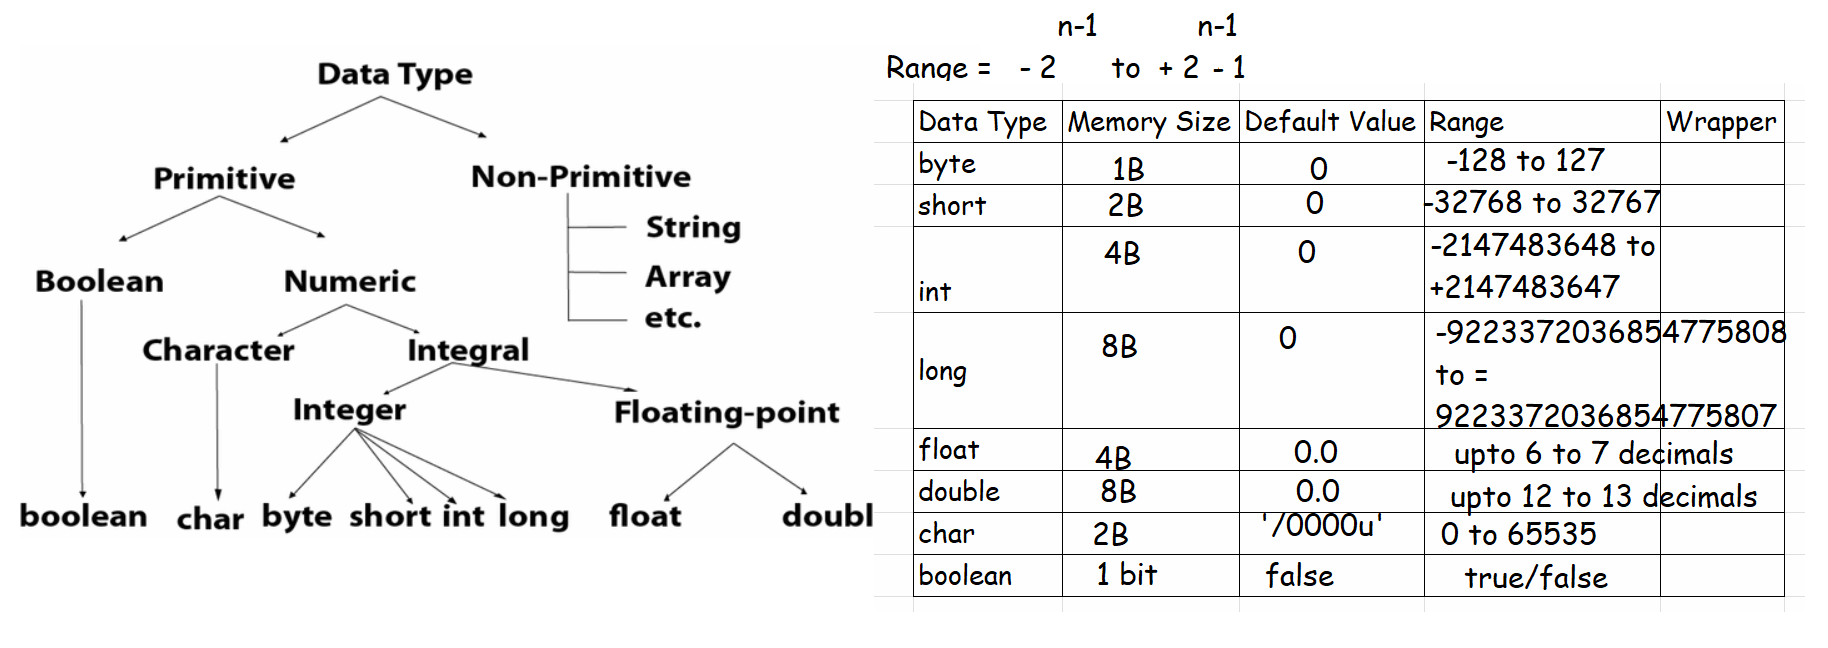 Data Type
Primitive
Non-Primitive
String
Array
etc.
Boolean
Numeric
Character
Integral
Integer
Floating-point
boolean
char
byte
short
int
long
float
doubl
n-1 n-1
Range = - 2 to + 2 - 1
Data Type Memory Size Default Value Range Wrapper
byte 1B 0 -128 to 127
short 2B 0 -32768 to 32767
int 4B 0 -2147483648 to
+2147483647
long 8B 0 -9223372036854775808
to =
9223372036854775807
float 4B 0.0 upto 6 to 7 decimals
double 8B 0.0 upto 12 to 13 decimals
char 2B '/0000u' 0 to 65535
boolean 1 bit false true/false